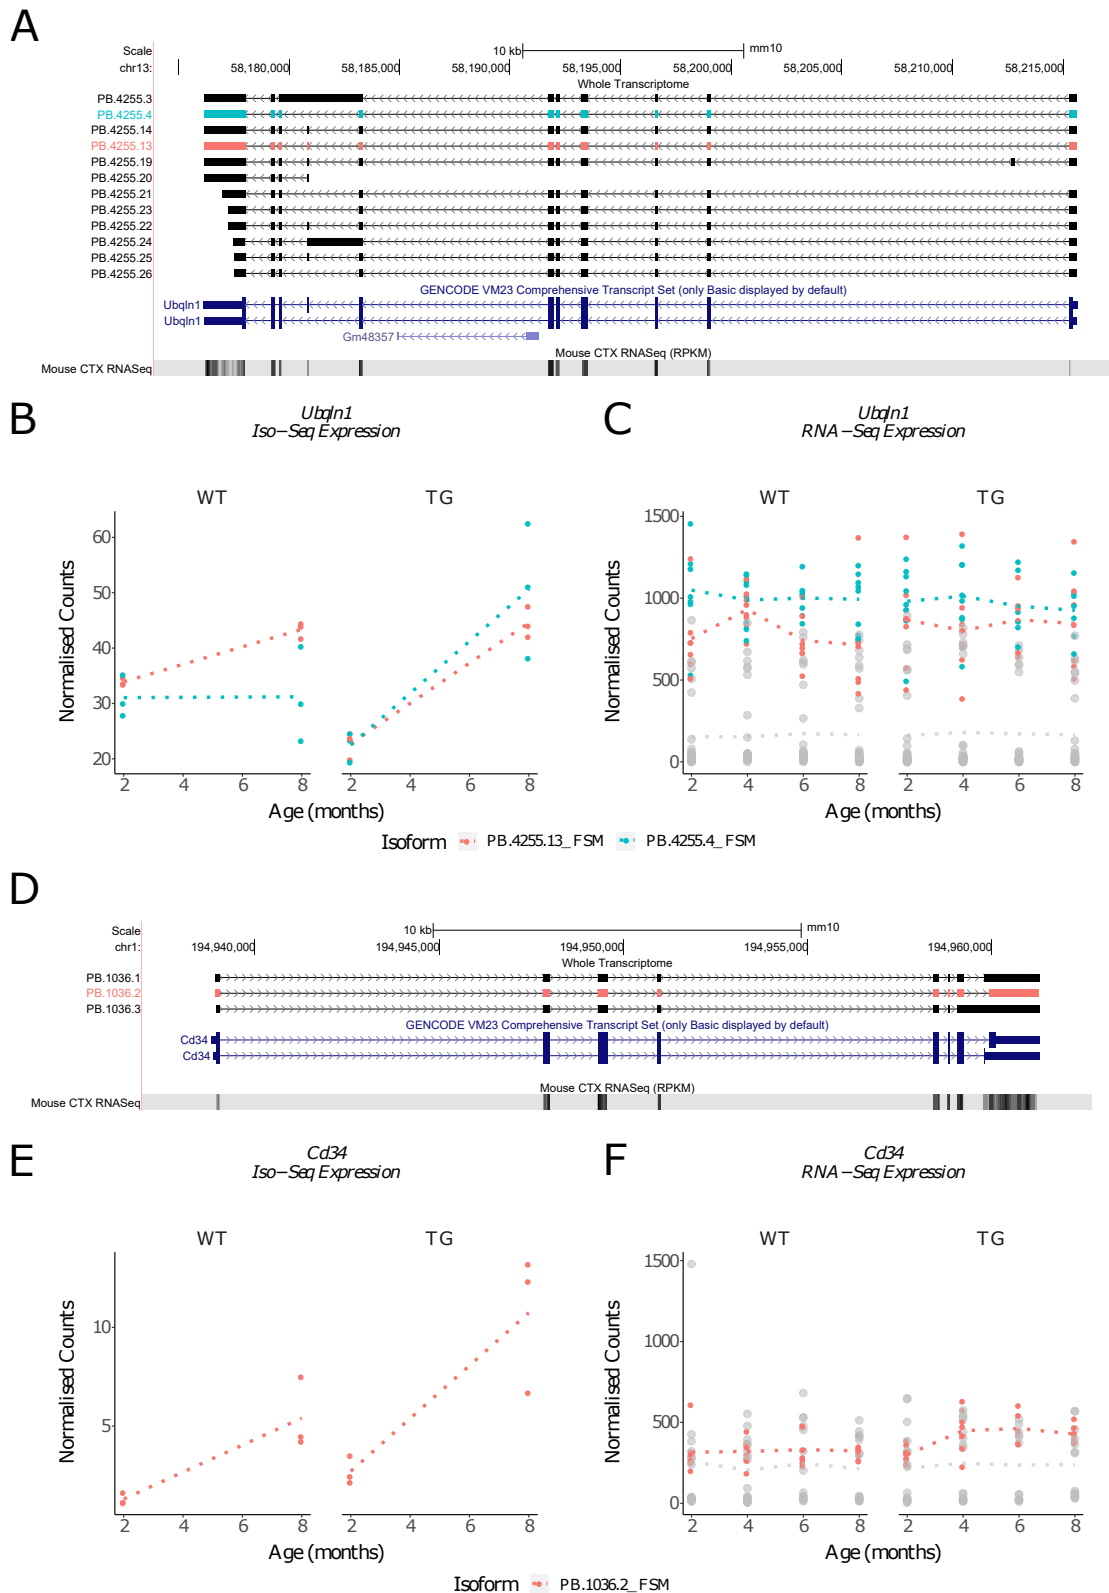 A
Scale 10 kb mm10
chr13: 58,180,000 58,185,000 58,190,000 58,195,000 58,200,000 58,205,000 58,210,000 58,215,000
Whole Transcriptome
PB.4255.3
PB.4255.4
PB.4255.14
PB.4255.13
PB.4255.19
PB.4255.20
PB.4255.21
PB.4255.23
PB.4255.22
PB.4255.24
PB.4255.25
PB.4255.26
GENCODE VM23 Comprehensive Transcript Set (only Basic displayed by default)
Ubqln1
Ubqln1
Gm48357
Mouse CTX RNASeq (RPKM)
Mouse CTX RNASeq
B
Ubqln1
Iso-Seq Expression
WT TG
Normalised Counts
60
50
40
30
20
2 4 6 8 2 4 6 8
Age (months)
C
Ubqln1
RNA-Seq Expression
WT TG
Normalised Counts
1500
1000
500
0
2 4 6 8 2 4 6 8
Age (months)
Isoform PB.4255.13_FSM PB.4255.4_FSM
D
Scale 10 kb mm10
chr1: 194,940,000 194,945,000 194,950,000 194,955,000 194,960,000
Whole Transcriptome
PB.1036.1
PB.1036.2
PB.1036.3
GENCODE VM23 Comprehensive Transcript Set (only Basic displayed by default)
Cd34
Cd34
Mouse CTX RNASeq (RPKM)
Mouse CTX RNASeq
E
Cd34
Iso-Seq Expression
WT TG
Normalised Counts
10
5
2 4 6 8 2 4 6 8
Age (months)
F
Cd34
RNA-Seq Expression
WT TG
Normalised Counts
1500
1000
500
0
2 4 6 8 2 4 6 8
Age (months)
Isoform PB.1036.2_FSM